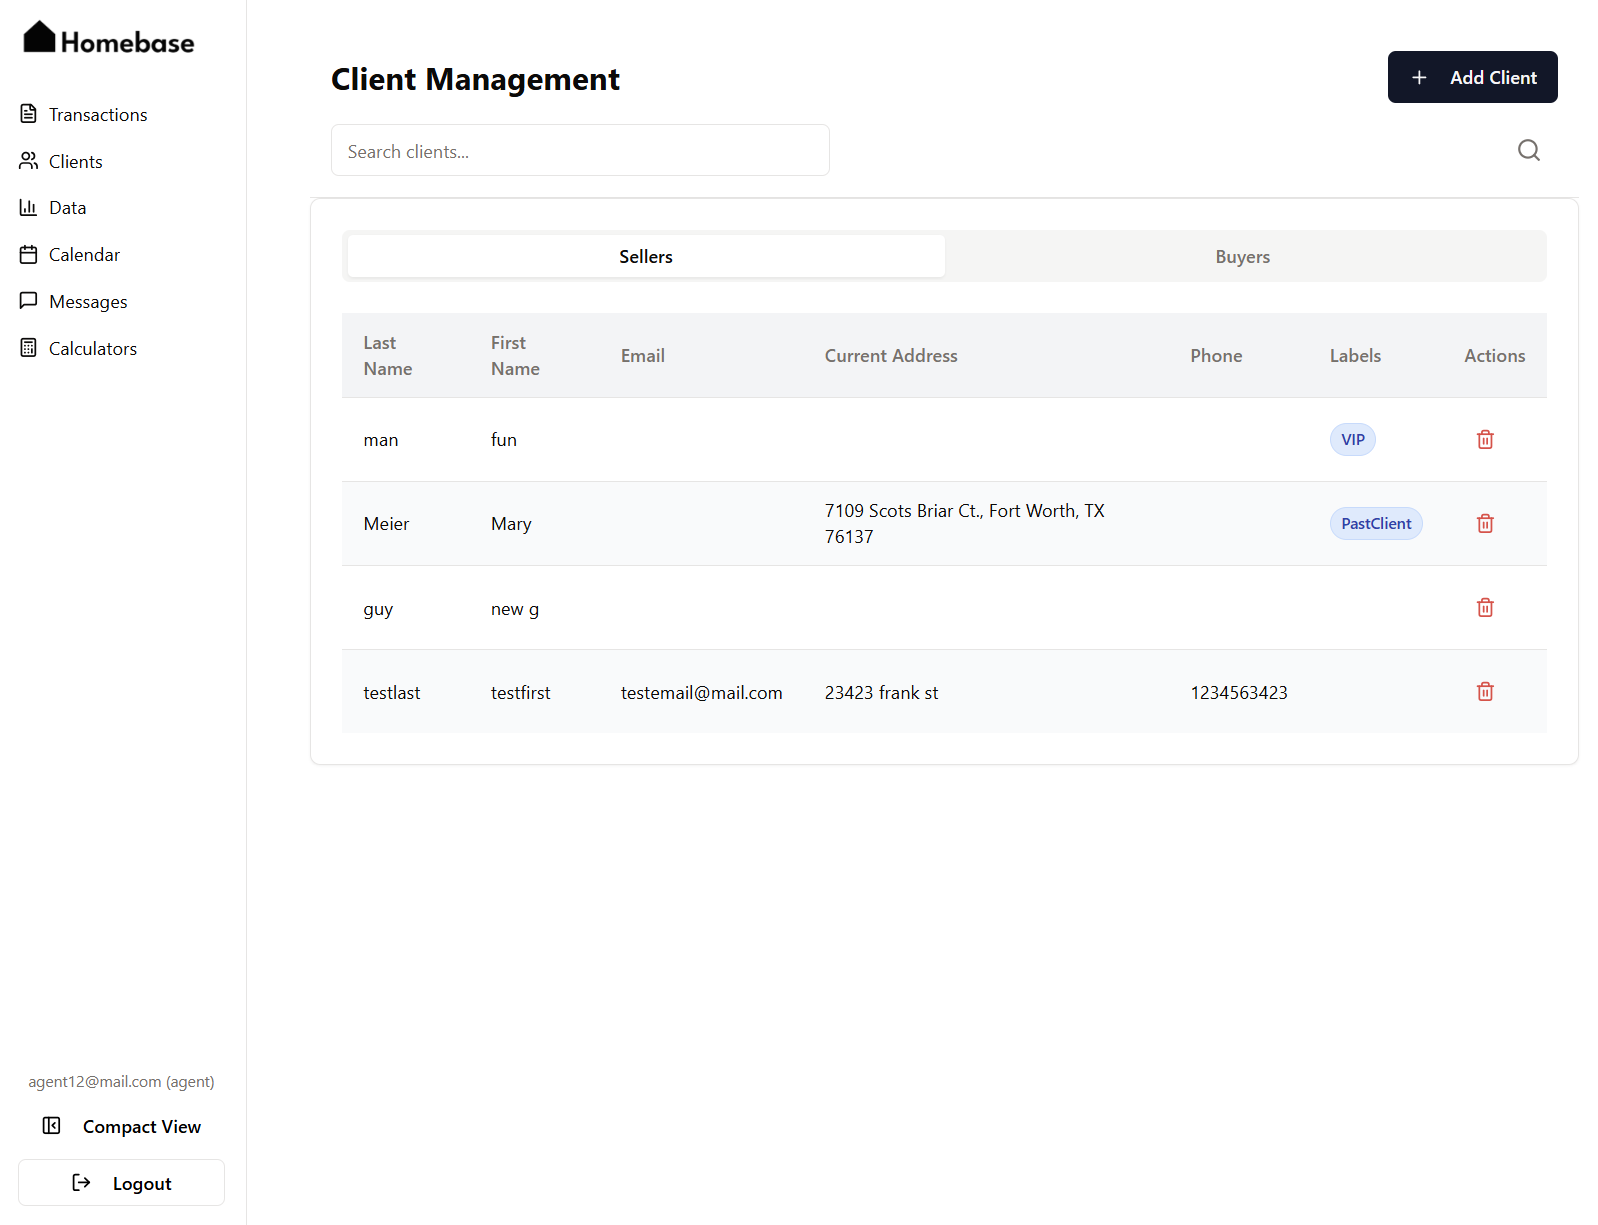 Homebase
Transactions
Clients
Data
Calendar
Messages
Calculators
agent12@mail.com (agent)
Compact View
Logout
Client Management
Add Client
Search clients...
Sellers
Buyers
Last Name
First Name
Email
Current Address
Phone
Labels
Actions
man
fun
VIP
Meier
Mary
7109 Scots Briar Ct., Fort Worth, TX
76137
PastClient
guy
new g
testlast
testfirst
testemail@mail.com
23423 frank st
1234563423